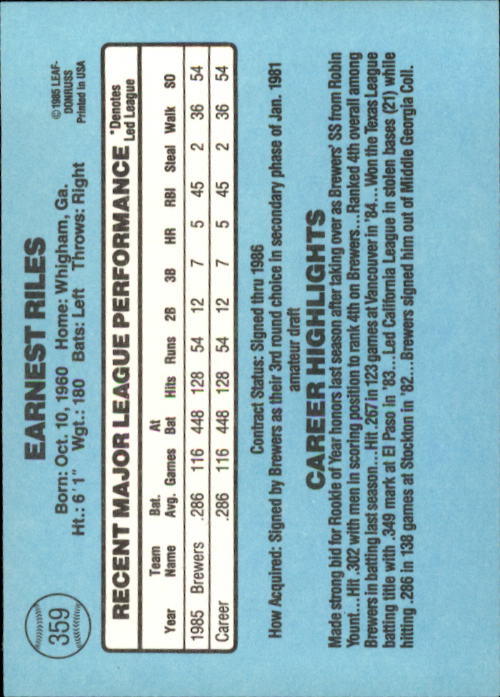 359
EARNEST RILES
Born: Oct. 10, 1960 Home: Whigham, Ga.
Ht.: 6'1" Wgt.: 180 Bats: Left Throws: Right
©1985 LEAF-
DONRUSS
Printed in USA
RECENT MAJOR LEAGUE PERFORMANCE *Denotes
Led League
Team Bat. At
Year Name Avg. Games Bat Hits Runs 2B 3B HR RBI Steal Walk SO
1985 Brewers .286 116 448 128 54 12 7 5 45 2 36 54
Career .286 116 448 128 54 12 7 5 45 2 36 54
Contract Status: Signed thru 1986
How Acquired: Signed by Brewers as their 3rd round choice in secondary phase of Jan. 1981
amateur draft
CAREER HIGHLIGHTS
Made strong bid for Rookie of Year honors last season after taking over as Brewers' SS from Robin
Yount...Hit .302 with men in scoring position to rank 4th on Brewers...Ranked 4th overall among
Brewers in batting last season...Hit .267 in 123 games at Vancouver in '84...Won the Texas League
batting title with .349 mark at El Paso in '83...Led California League in stolen bases (21) while
hitting .286 in 138 games at Stockton in '82...Brewers signed him out of Middle Georgia Coll.